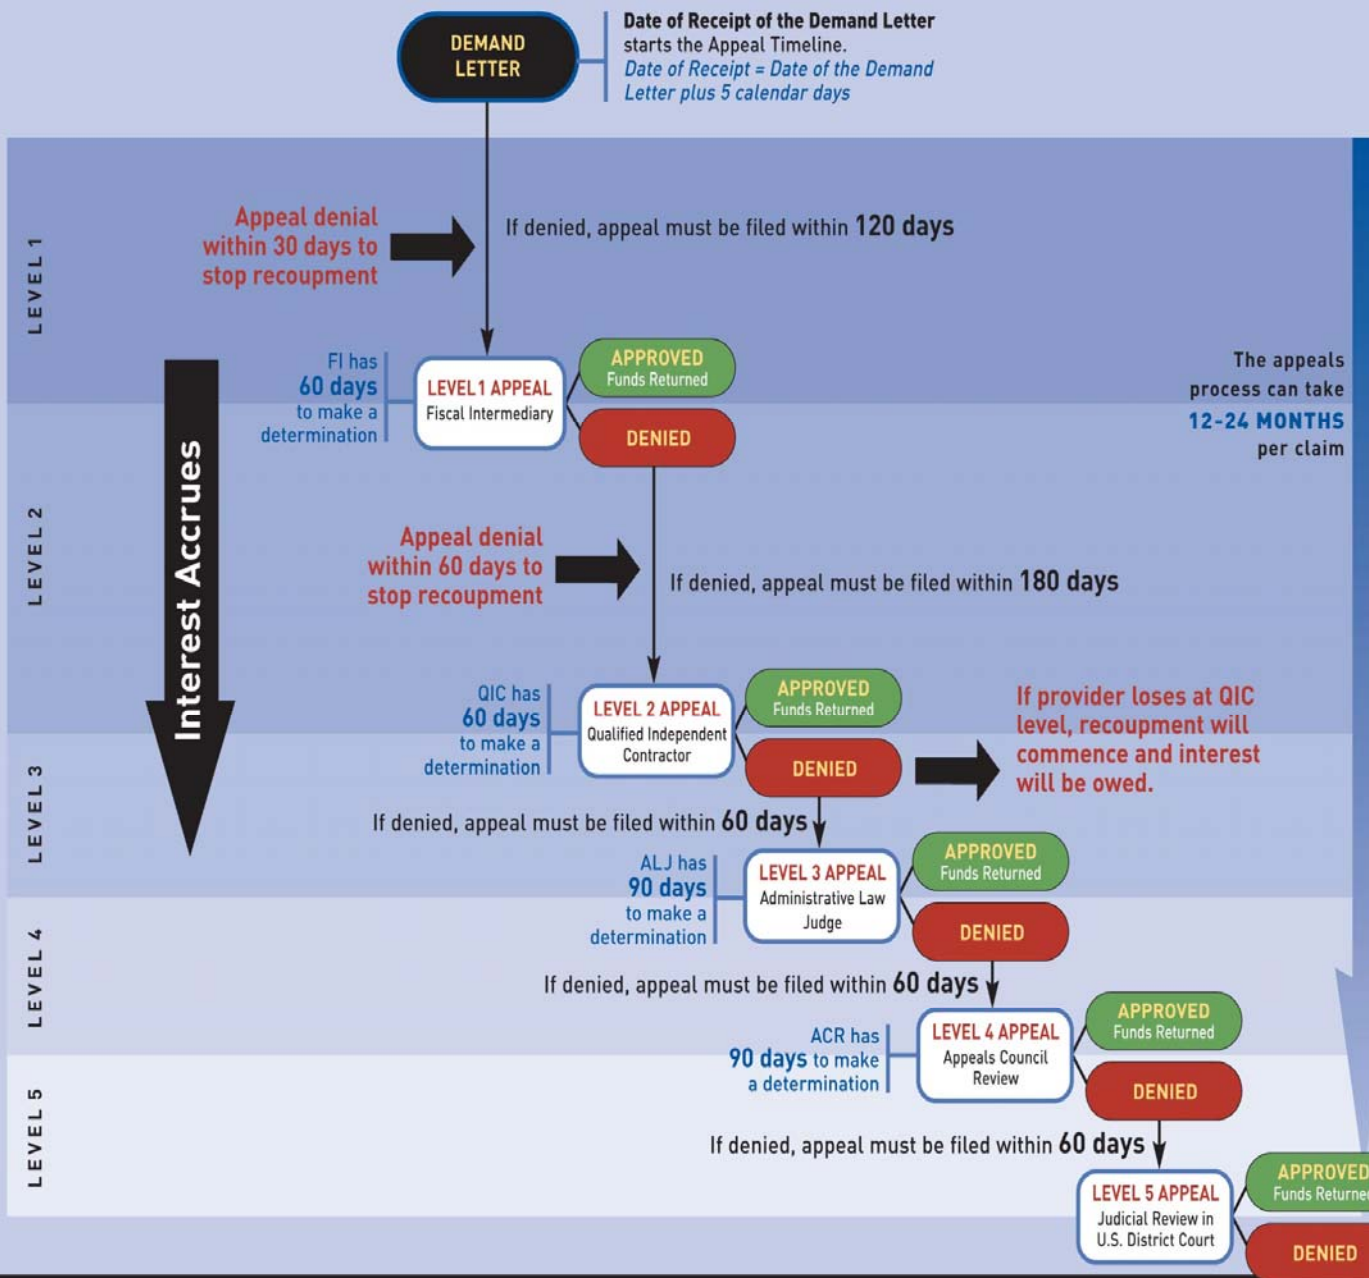 DEMAND
LETTER
Date of Receipt of the Demand Letter
starts the Appeal Timeline.
Date of Receipt = Date of the Demand
Letter plus 5 calendar days
LEVEL 1
Appeal denial
within 30 days to
stop recoupment
If denied, appeal must be filed within 120 days
FI has
60 days
to make a
determination
LEVEL 1 APPEAL
Fiscal Intermediary
APPROVED
Funds Returned
DENIED
The appeals
process can take
12-24 MONTHS
per claim
Interest Accrues
LEVEL 2
Appeal denial
within 60 days to
stop recoupment
If denied, appeal must be filed within 180 days
QIC has
60 days
to make a
determination
LEVEL 2 APPEAL
Qualified Independent
Contractor
APPROVED
Funds Returned
DENIED
If provider loses at QIC
level, recoupment will
commence and interest
will be owed.
LEVEL 3
If denied, appeal must be filed within 60 days
ALJ has
90 days
to make a
determination
LEVEL 3 APPEAL
Administrative Law
Judge
APPROVED
Funds Returned
DENIED
LEVEL 4
If denied, appeal must be filed within 60 days
ACR has
90 days to make
a determination
LEVEL 4 APPEAL
Appeals Council
Review
APPROVED
Funds Returned
DENIED
LEVEL 5
If denied, appeal must be filed within 60 days
LEVEL 5 APPEAL
Judicial Review in
U.S. District Court
APPROVED
Funds Returned
DENIED